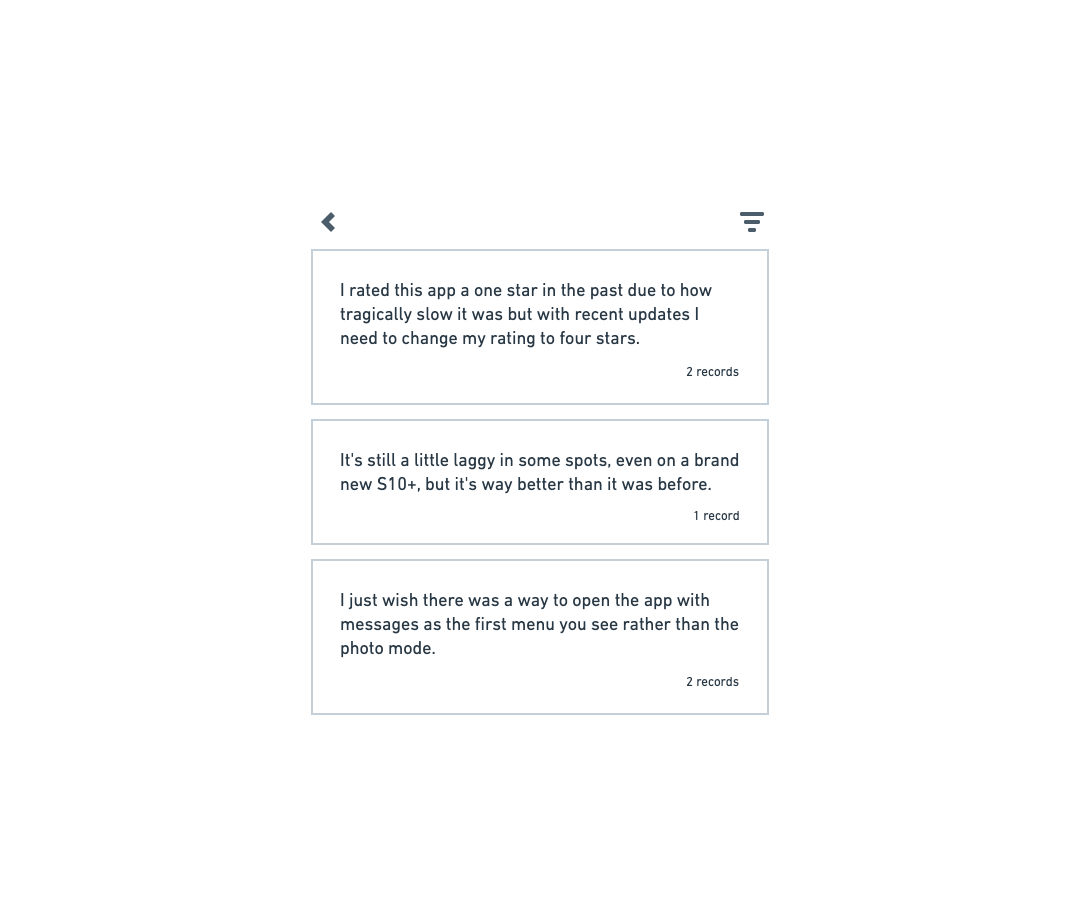 I rated this app a one star in the past due to how
tragically slow it was but with recent updates I
need to change my rating to four stars.
2 records
It's still a little laggy in some spots, even on a brand
new S10+, but it's way better than it was before.
1 record
I just wish there was a way to open the app with
messages as the first menu you see rather than the
photo mode.
2 records